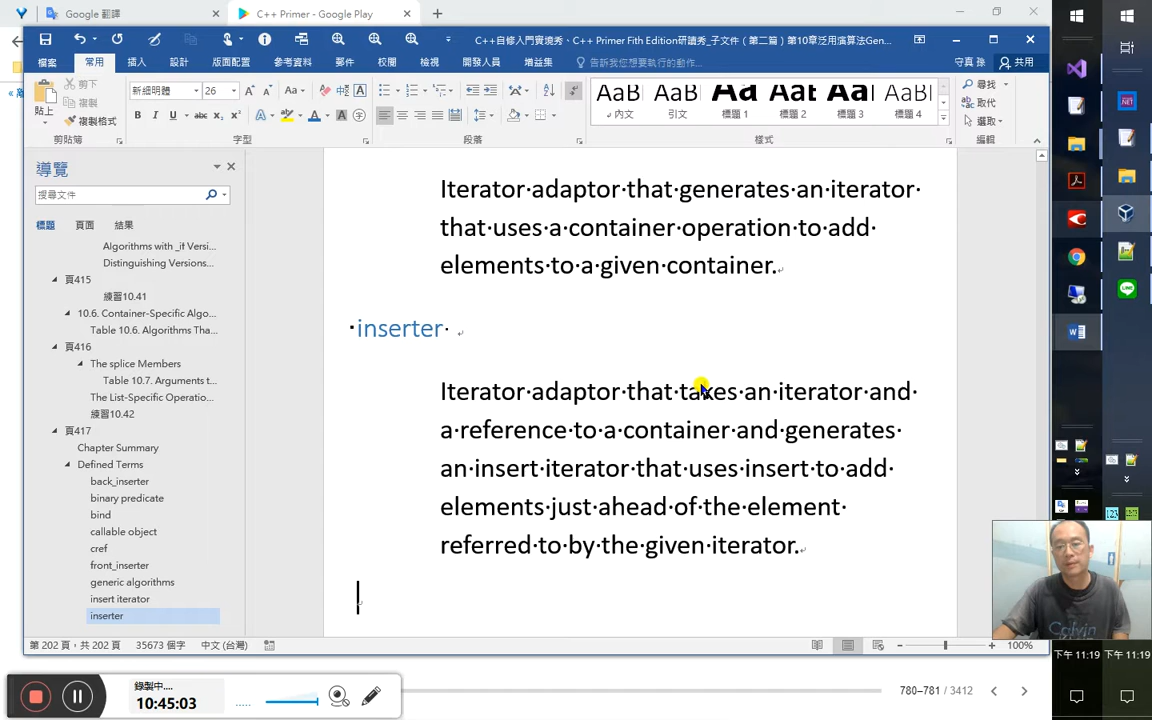 Google 翻譯
C++ Primer - Google Play
C++自修入門實境秀、C++ Primer Fith Edition研讀秀_子文件（第二篇）第10章泛用演算法Gen...
檔案
常用
插入
設計
版面配置
參考資料
郵件
校閱
檢視
開發人員
增益集
告訴我您想要執行的動作...
守真 孫
共用
貼上
剪下
複製
複製格式
新細明體
26
AaB
AaB
Aa
Aat
Aal
AaB
內文
引文
標題 1
標題 2
標題 3
標題 4
尋找
取代
選取
剪貼簿
字型
段落
樣式
編輯
導覽
搜尋文件
標題
頁面
結果
Algorithms with _if Versi...
Distinguishing Versions...
頁415
練習10.41
10.6. Container-Specific Algo...
Table 10.6. Algorithms Tha...
頁416
The splice Members
Table 10.7. Arguments t...
The List-Specific Operatio...
練習10.42
頁417
Chapter Summary
Defined Terms
back_inserter
binary predicate
bind
callable object
cref
front_inserter
generic algorithms
insert iterator
inserter
Iterator·adaptor·that·generates·an·iterator·
that·uses·a·container·operation·to·add·
elements·to·a·given·container.
·inserter·
Iterator·adaptor·that·takes·an·iterator·and·
a·reference·to·a·container·and·generates·
an·insert·iterator·that·uses·insert·to·add·
elements·just·ahead·of·the·element·
referred·to·by·the·given·iterator.
第 202 頁，共 202 頁
35673 個字
中文 (台灣)
100%
錄製中....
10:45:03
780–781 / 3412
下午 11:19
下午 11:19